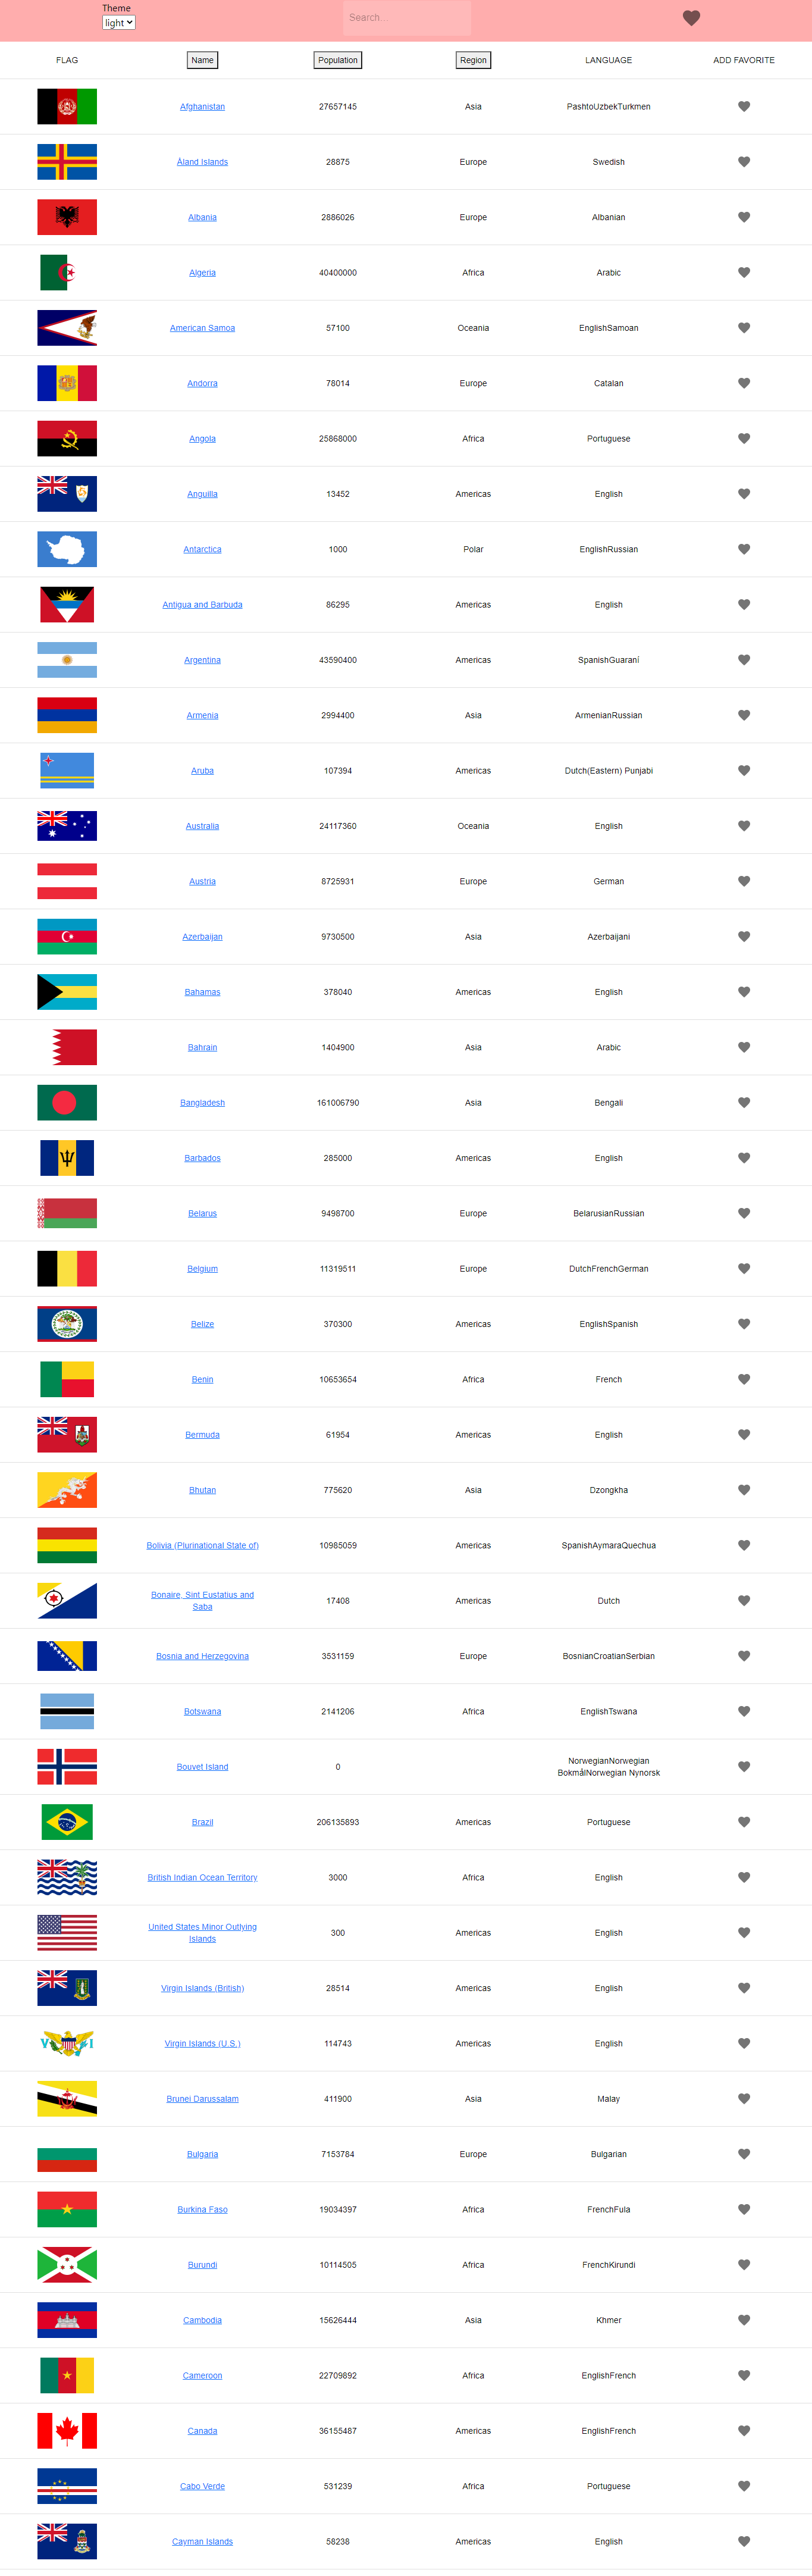 Theme
light
Search...
FLAG Name Population Region LANGUAGE ADD FAVORITE
Afghanistan 27657145 Asia PashtoUzbekTurkmen
Åland Islands 28875 Europe Swedish
Albania 2886026 Europe Albanian
Algeria 40400000 Africa Arabic
American Samoa 57100 Oceania EnglishSamoan
Andorra 78014 Europe Catalan
Angola 25868000 Africa Portuguese
Anguilla 13452 Americas English
Antarctica 1000 Polar EnglishRussian
Antigua and Barbuda 86295 Americas English
Argentina 43590400 Americas SpanishGuaraní
Armenia 2994400 Asia ArmenianRussian
Aruba 107394 Americas Dutch(Eastern) Punjabi
Australia 24117360 Oceania English
Austria 8725931 Europe German
Azerbaijan 9730500 Asia Azerbaijani
Bahamas 378040 Americas English
Bahrain 1404900 Asia Arabic
Bangladesh 161006790 Asia Bengali
Barbados 285000 Americas English
Belarus 9498700 Europe BelarusianRussian
Belgium 11319511 Europe DutchFrenchGerman
Belize 370300 Americas EnglishSpanish
Benin 10653654 Africa French
Bermuda 61954 Americas English
Bhutan 775620 Asia Dzongkha
Bolivia (Plurinational State of) 10985059 Americas SpanishAymaraQuechua
Bonaire, Sint Eustatius and
Saba 17408 Americas Dutch
Bosnia and Herzegovina 3531159 Europe BosnianCroatianSerbian
Botswana 2141206 Africa EnglishTswana
Bouvet Island 0 NorwegianNorwegian
BokmålNorwegian Nynorsk
Brazil 206135893 Americas Portuguese
British Indian Ocean Territory 3000 Africa English
United States Minor Outlying
Islands 300 Americas English
Virgin Islands (British) 28514 Americas English
V I Virgin Islands (U.S.) 114743 Americas English
Brunei Darussalam 411900 Asia Malay
Bulgaria 7153784 Europe Bulgarian
Burkina Faso 19034397 Africa FrenchFula
Burundi 10114505 Africa FrenchKirundi
Cambodia 15626444 Asia Khmer
Cameroon 22709892 Africa EnglishFrench
Canada 36155487 Americas EnglishFrench
Cabo Verde 531239 Africa Portuguese
Cayman Islands 58238 Americas English